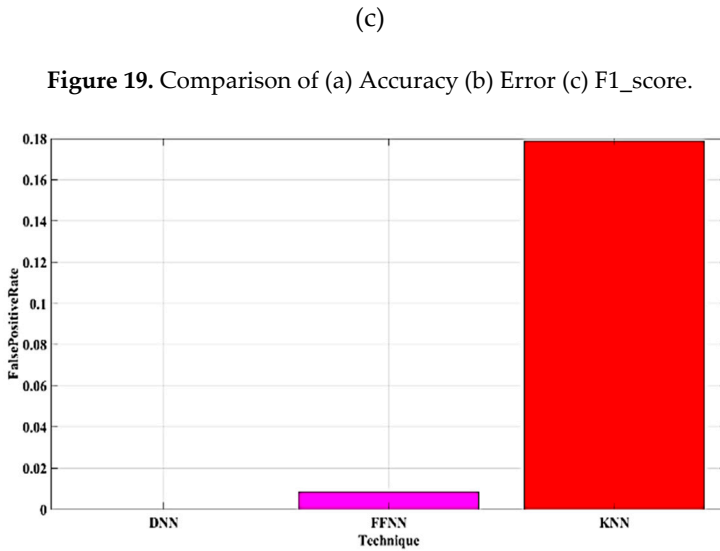 (c)
Figure 19. Comparison of (a) Accuracy (b) Error (c) F1_score.
0.18
0.16
0.14
0.12
0.1
0.08
0.06
0.04
0.02
0
FalsePositiveRate
DNN FFNN KNN
Technique